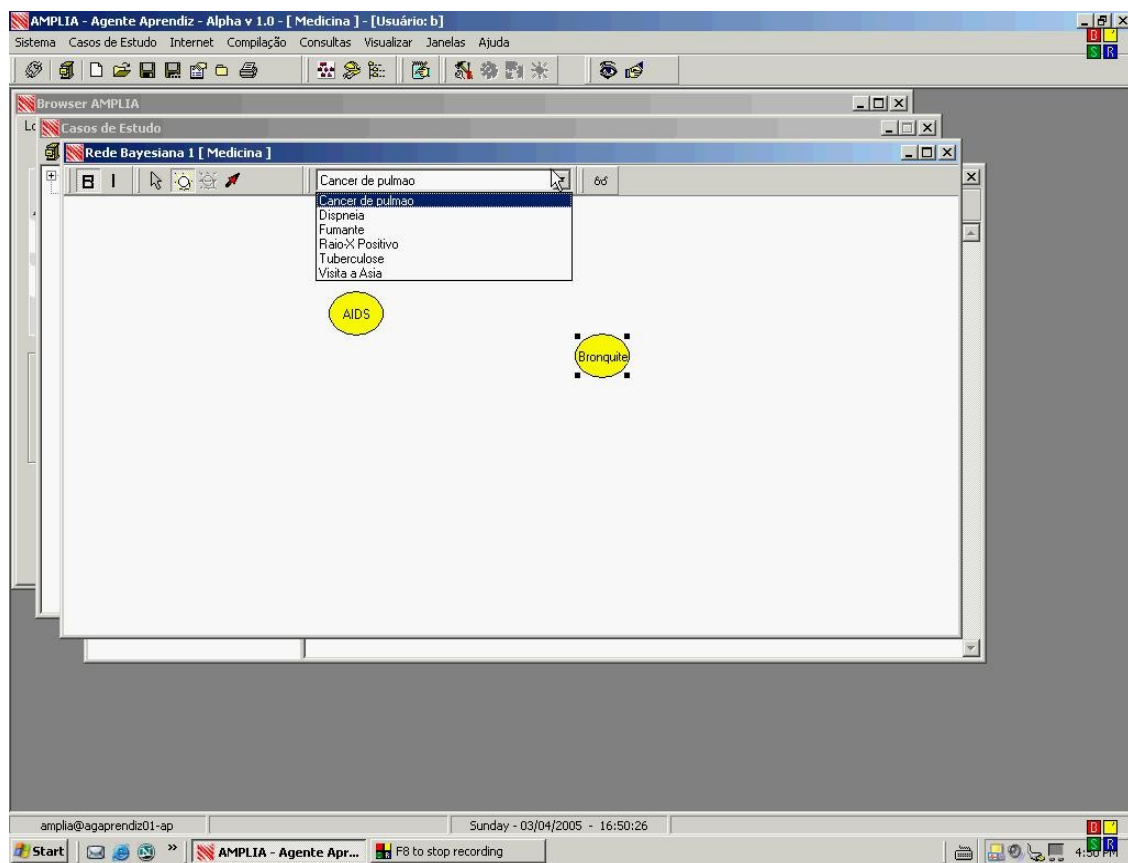 AMPLIA - Agente Aprendiz - Alpha v 1.0 - [ Medicina ] - [Usuário: b]
Sistema Casos de Estudo Internet Compilação Consultas Visualizar Janelas Ajuda
B
S R
Browser AMPLIA
Casos de Estudo
Rede Bayesiana 1 [ Medicina ]
B I
Cancer de pulmao
Cancer de pulmao
Dispneia
Fumante
Raio-X Positivo
Tuberculose
Visita a Asia
AIDS
Bronquite
amplia@agaprendiz01-ap
Sunday - 03/04/2005 - 16:50:26
Start
»
AMPLIA - Agente Apr...
F8 to stop recording
B
S R